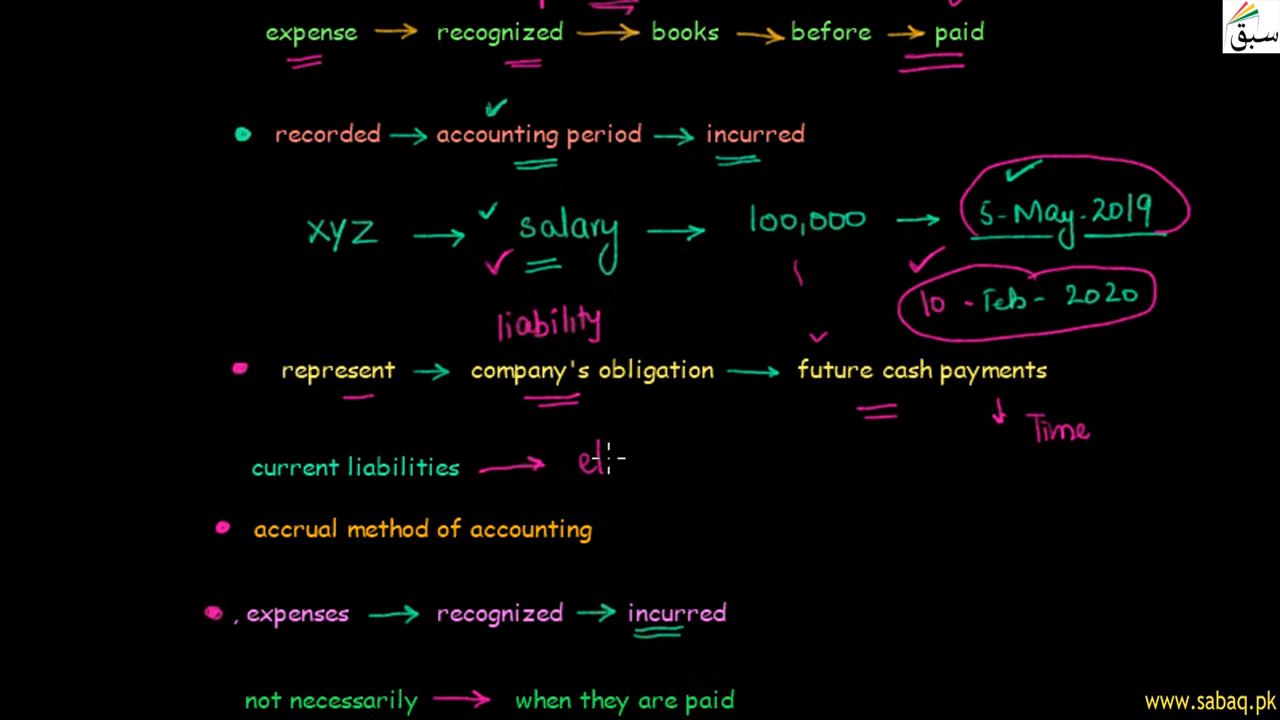 expense → recognized → books → before → paid
سبق
recorded → accounting period → incurred
xyz → salary → 100,000 → 5-May-2019
10-Feb-2020
liability
represent → company's obligation → future cash payments
Time
current liabilities →
accrual method of accounting
, expenses → recognized → incurred
not necessarily → when they are paid
www.sabaq.pk